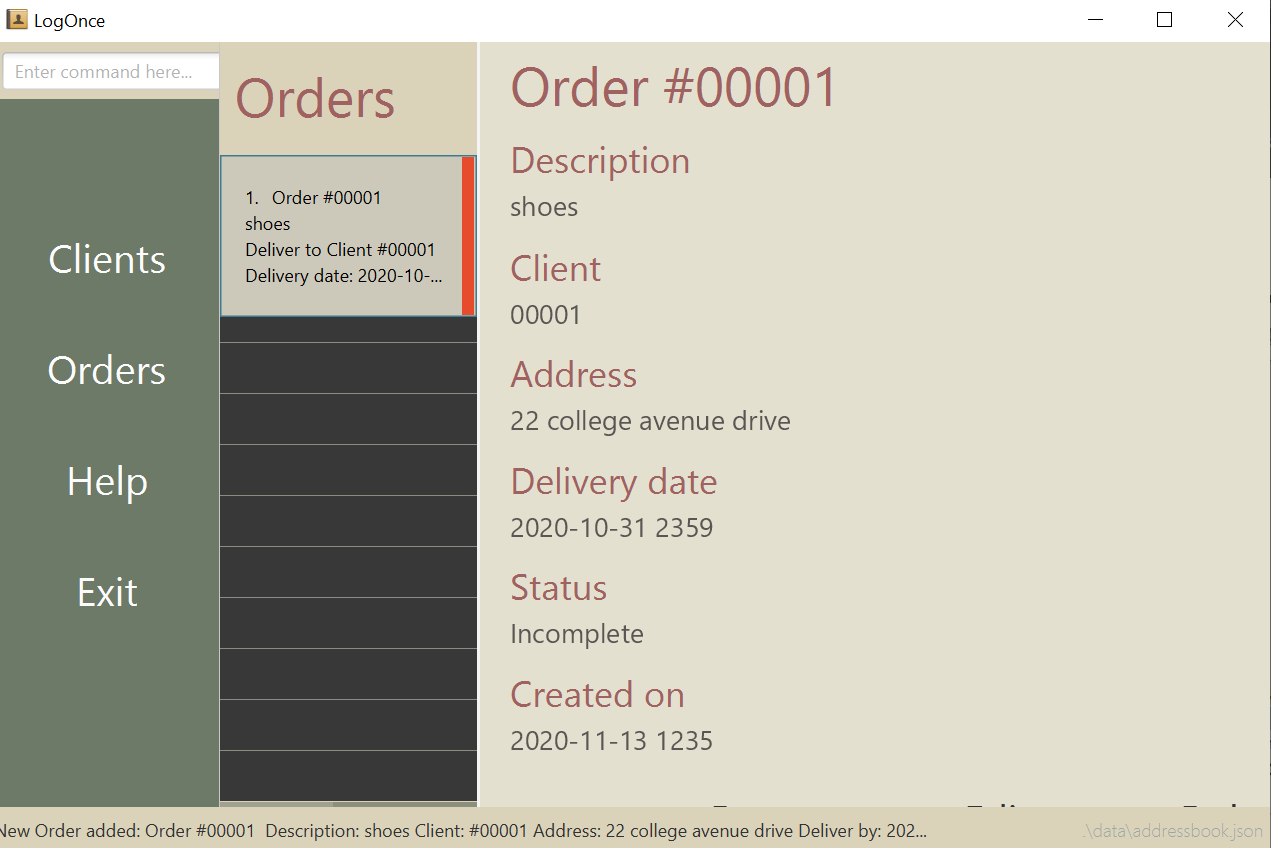 LogOnce
Enter command here...
Clients
Orders
Help
Exit
Orders
1. Order #00001
shoes
Deliver to Client #00001
Delivery date: 2020-10-...
Order #00001
Description
shoes
Client
00001
Address
22 college avenue drive
Delivery date
2020-10-31 2359
Status
Incomplete
Created on
2020-11-13 1235
New Order added: Order #00001 Description: shoes Client: #00001 Address: 22 college avenue drive Deliver by: 202...
.\data\addressbook.json